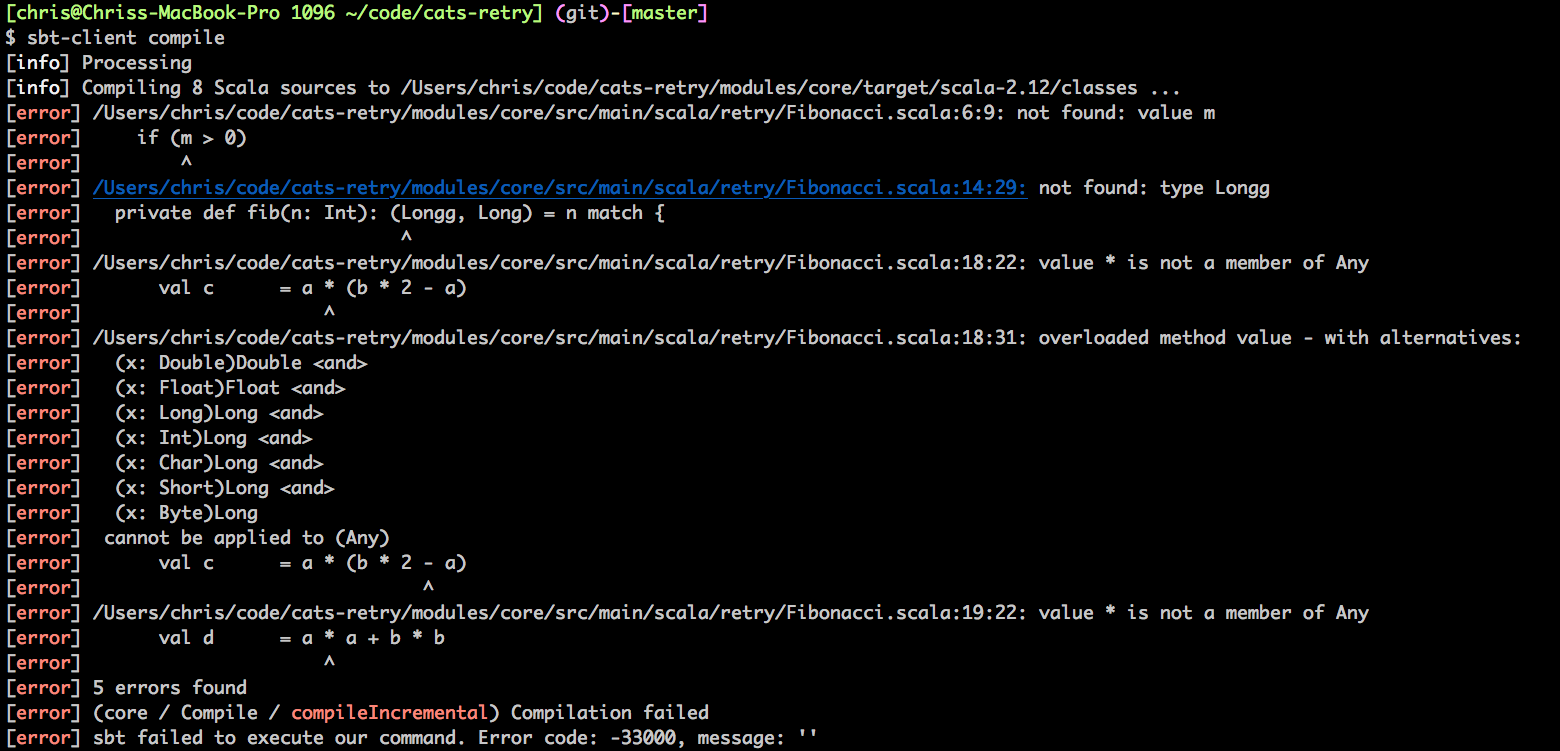 [chris@Chriss-MacBook-Pro 1096 ~/code/cats-retry] (git)-[master]
$ sbt-client compile
[info] Processing
[info] Compiling 8 Scala sources to /Users/chris/code/cats-retry/modules/core/target/scala-2.12/classes ...
[error] /Users/chris/code/cats-retry/modules/core/src/main/scala/retry/Fibonacci.scala:6:9: not found: value m
[error]     if (m > 0)
[error]         ^
[error] /Users/chris/code/cats-retry/modules/core/src/main/scala/retry/Fibonacci.scala:14:29: not found: type Longg
[error]   private def fib(n: Int): (Longg, Long) = n match {
[error]                             ^
[error] /Users/chris/code/cats-retry/modules/core/src/main/scala/retry/Fibonacci.scala:18:22: value * is not a member of Any
[error]       val c      = a * (b * 2 - a)
[error]                      ^
[error] /Users/chris/code/cats-retry/modules/core/src/main/scala/retry/Fibonacci.scala:18:31: overloaded method value - with alternatives:
[error]   (x: Double)Double <and>
[error]   (x: Float)Float <and>
[error]   (x: Long)Long <and>
[error]   (x: Int)Long <and>
[error]   (x: Char)Long <and>
[error]   (x: Short)Long <and>
[error]   (x: Byte)Long
[error]  cannot be applied to (Any)
[error]       val c      = a * (b * 2 - a)
[error]                               ^
[error] /Users/chris/code/cats-retry/modules/core/src/main/scala/retry/Fibonacci.scala:19:22: value * is not a member of Any
[error]       val d      = a * a + b * b
[error]                      ^
[error] 5 errors found
[error] (core / Compile / compileIncremental) Compilation failed
[error] sbt failed to execute our command. Error code: -33000, message: ''